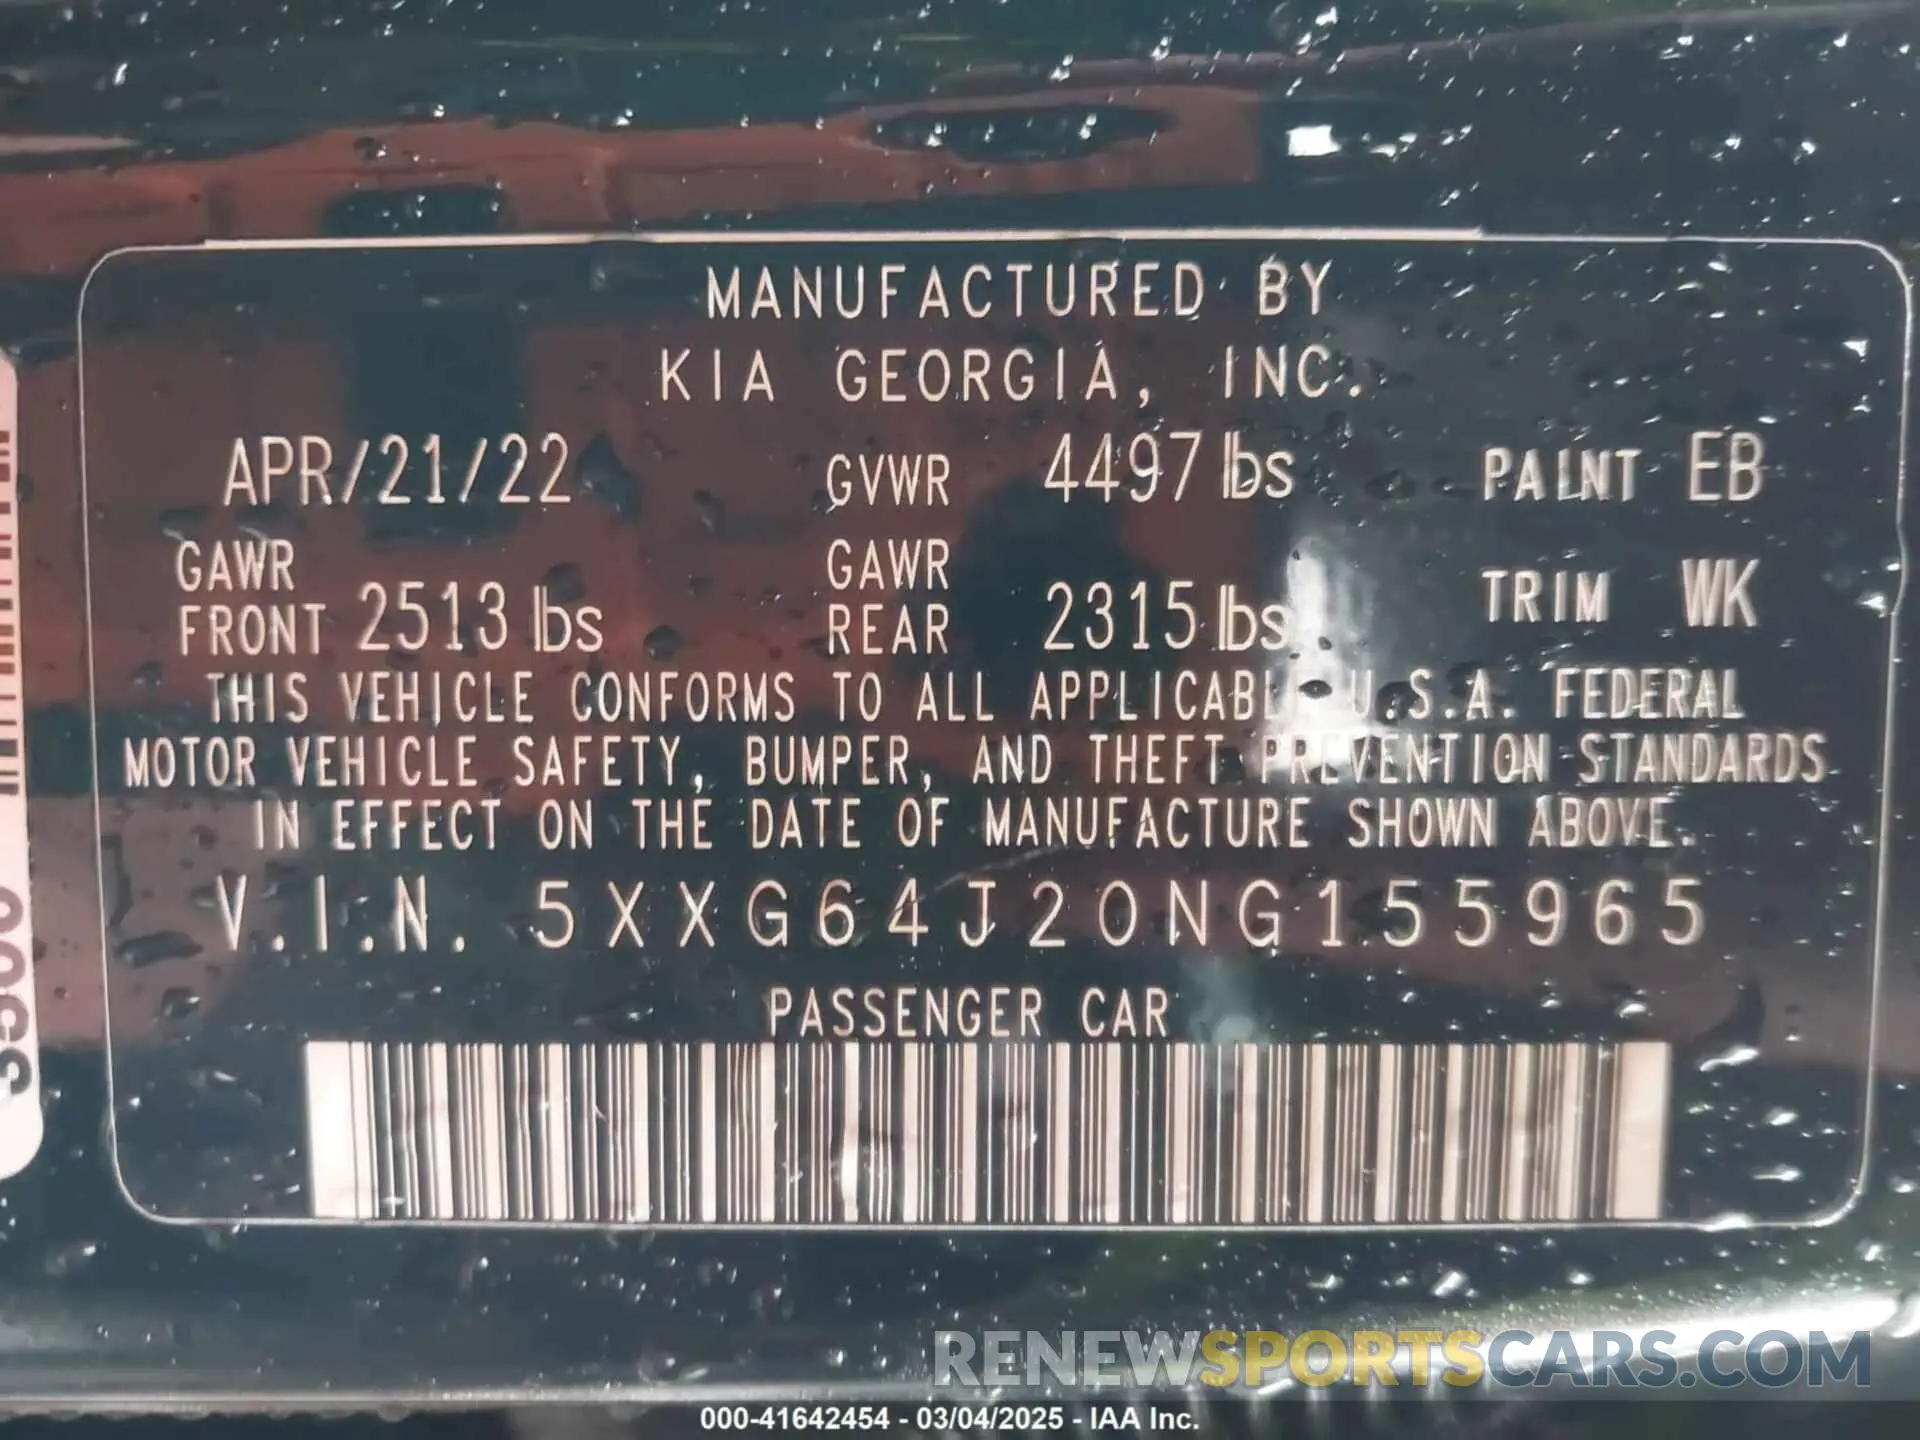 MANUFACTURED BY
KIA GEORGIA, INC.
APR/21/22 GVWR 4497 lbs PAINT EB
GAWR FRONT 2513 lbs GAWR REAR 2315 lbs TRIM WK
THIS VEHICLE CONFORMS TO ALL APPLICABLE U.S.A. FEDERAL
MOTOR VEHICLE SAFETY, BUMPER, AND THEFT PREVENTION STANDARDS
IN EFFECT ON THE DATE OF MANUFACTURE SHOWN ABOVE.
V.I.N. 5XXG64J20NG155965
PASSENGER CAR
RENEWSPORTSCARS.COM
000-41642454 - 03/04/2025 - IAA Inc.